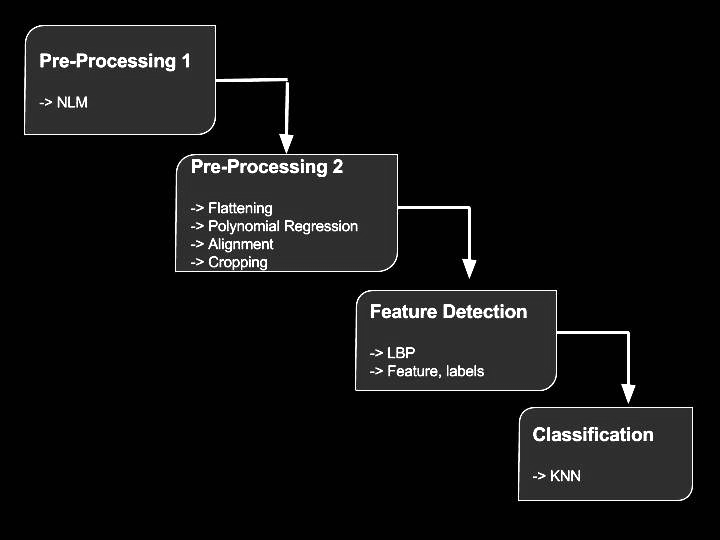 Pre-Processing 1
-> NLM
Pre-Processing 2
-> Flattening
-> Polynomial Regression
-> Alignment
-> Cropping
Feature Detection
-> LBP
-> Feature, labels
Classification
-> KNN